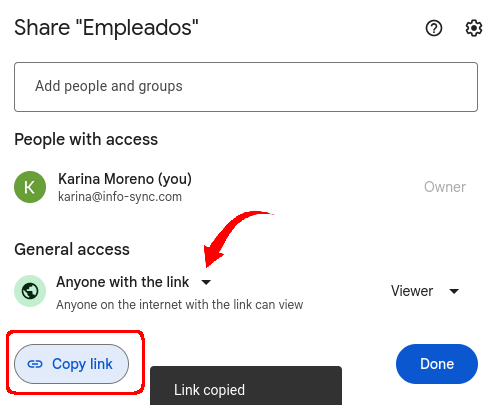 Share "Empleados"
Add people and groups
People with access
K
Karina Moreno (you)
karina@info-sync.com
Owner
General access
Anyone with the link
Anyone on the internet with the link can view
Viewer
Copy link
Done
Link copied